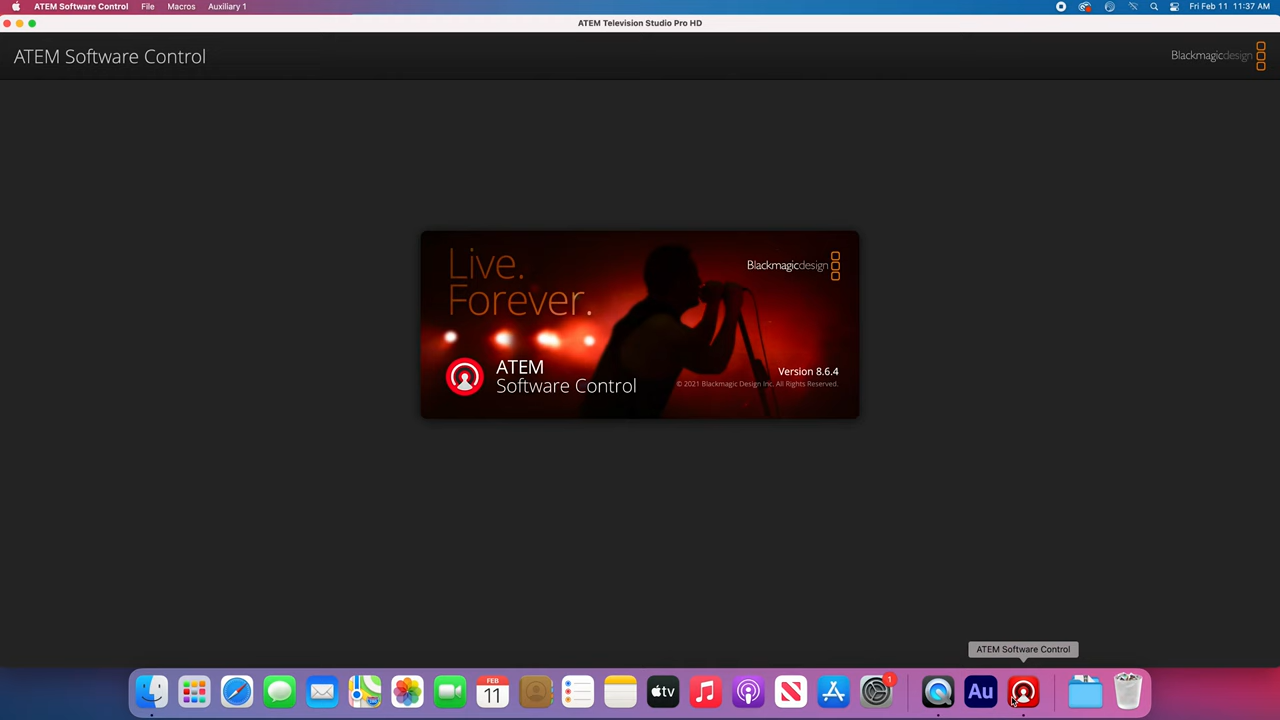 ATEM Software Control File Macros Auxiliary 1 Fri Feb 11 11:37 AM
ATEM Television Studio Pro HD
ATEM Software Control
Blackmagicdesign
Live.
Forever.
Blackmagicdesign
ATEM
Software Control
Version 8.6.4
© 2021 Blackmagic Design Inc. All Rights Reserved.
ATEM Software Control
FEB
11
tv
1
Au